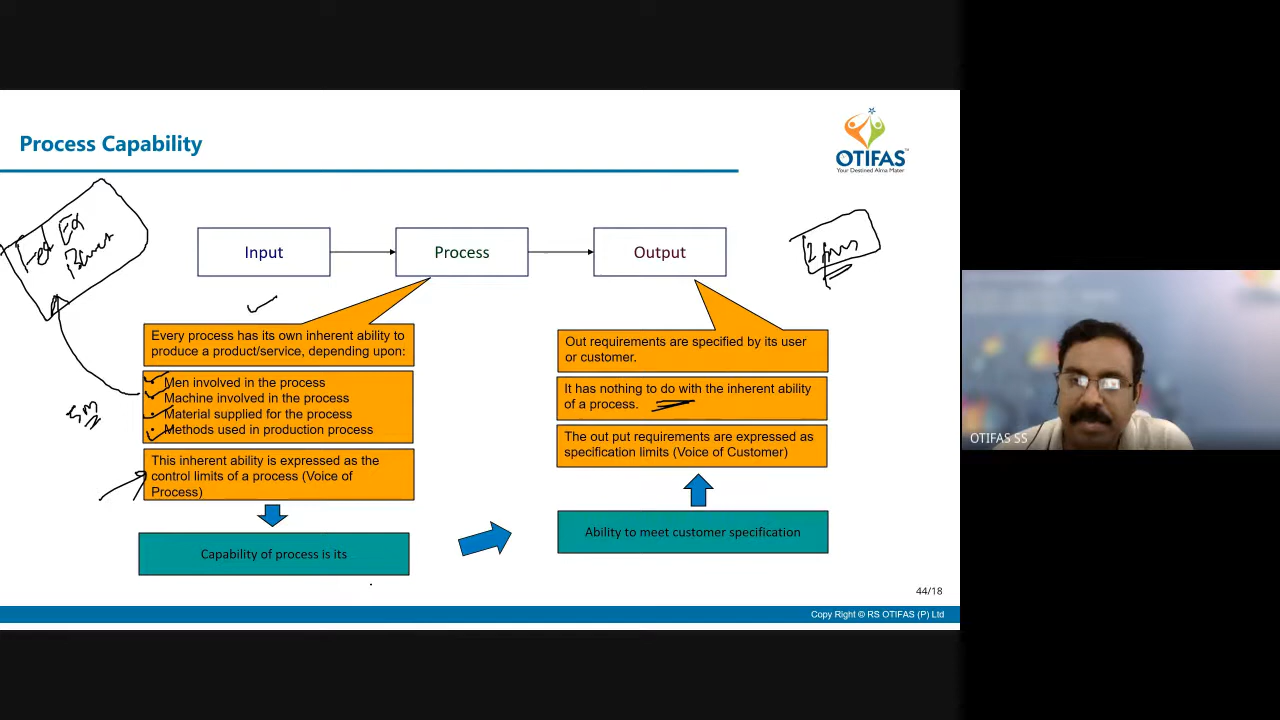 Process Capability
OTIFAS
Your Destined Alma Mater
Input
Process
Output
Every process has its own inherent ability to
produce a product/service, depending upon:
• Men involved in the process
• Machine involved in the process
• Material supplied for the process
• Methods used in production process
This inherent ability is expressed as the
control limits of a process (Voice of
Process)
Capability of process is its
Out requirements are specified by its user
or customer.
It has nothing to do with the inherent ability
of a process.
The out put requirements are expressed as
specification limits (Voice of Customer)
Ability to meet customer specification
44/18
Copy Right © RS OTIFAS (P) Ltd
OTIFAS SS